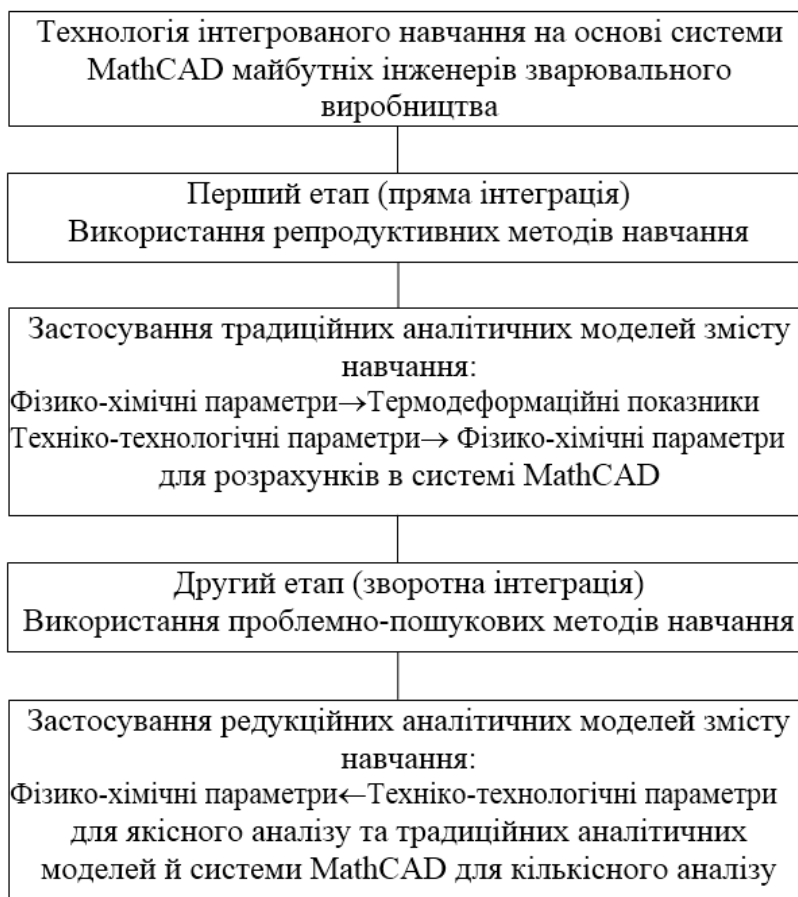 Технологія інтегрованого навчання на основі системи
MathCAD майбутніх інженерів зварювального
виробництва
Перший етап (пряма інтеграція)
Використання репродуктивних методів навчання
Застосування традиційних аналітичних моделей змісту
навчання:
Фізико-хімічні параметри→Термодеформаційні показники
Техніко-технологічні параметри→ Фізико-хімічні параметри
для розрахунків в системі MathCAD
Другий етап (зворотна інтеграція)
Використання проблемно-пошукових методів навчання
Застосування редукційних аналітичних моделей змісту
навчання:
Фізико-хімічні параметри←Техніко-технологічні параметри
для якісного аналізу та традиційних аналітичних
моделей й системи MathCAD для кількісного аналізу